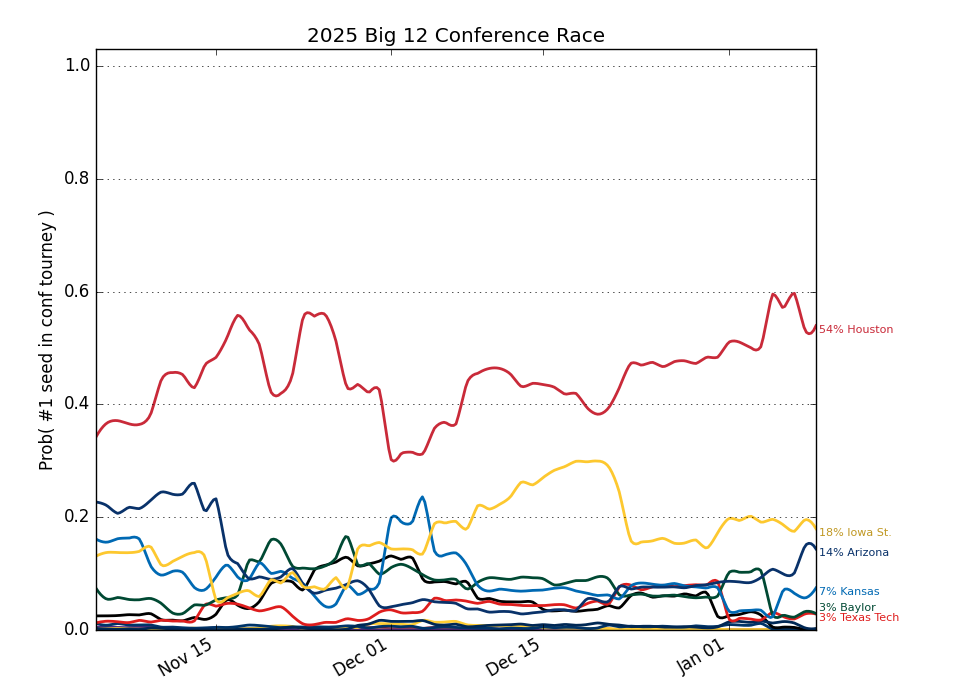 2025 Big 12 Conference Race
Prob( #1 seed in conf tourney )
1.0
0.8
0.6
0.4
0.2
0.0
54% Houston
18% Iowa St.
14% Arizona
7% Kansas
3% Baylor
3% Texas Tech
Nov 15
Dec 01
Dec 15
Jan 01